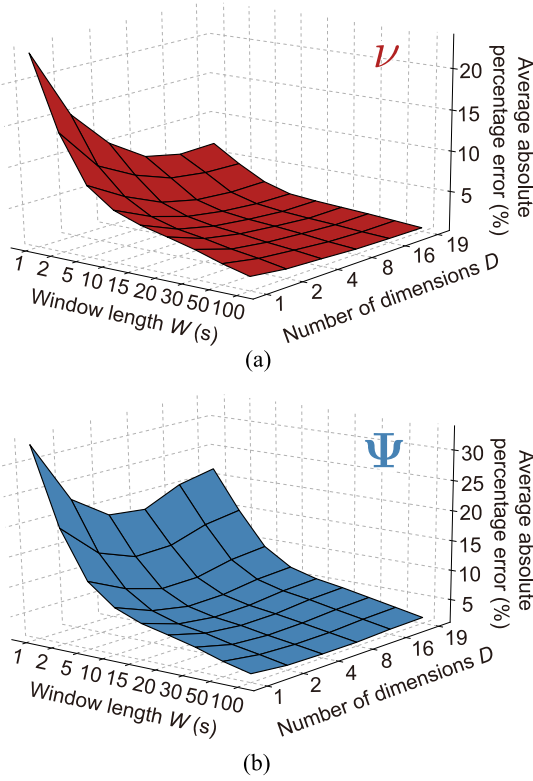 ν
20
15
10
5
Average absolute
percentage error (%)
1 2 5 10 15 20 30 50 100
Window length W (s)
1 2 4 8 16 19
Number of dimensions D
(a)
Ψ
30
25
20
15
10
5
Average absolute
percentage error (%)
1 2 5 10 15 20 30 50 100
Window length W (s)
1 2 4 8 16 19
Number of dimensions D
(b)